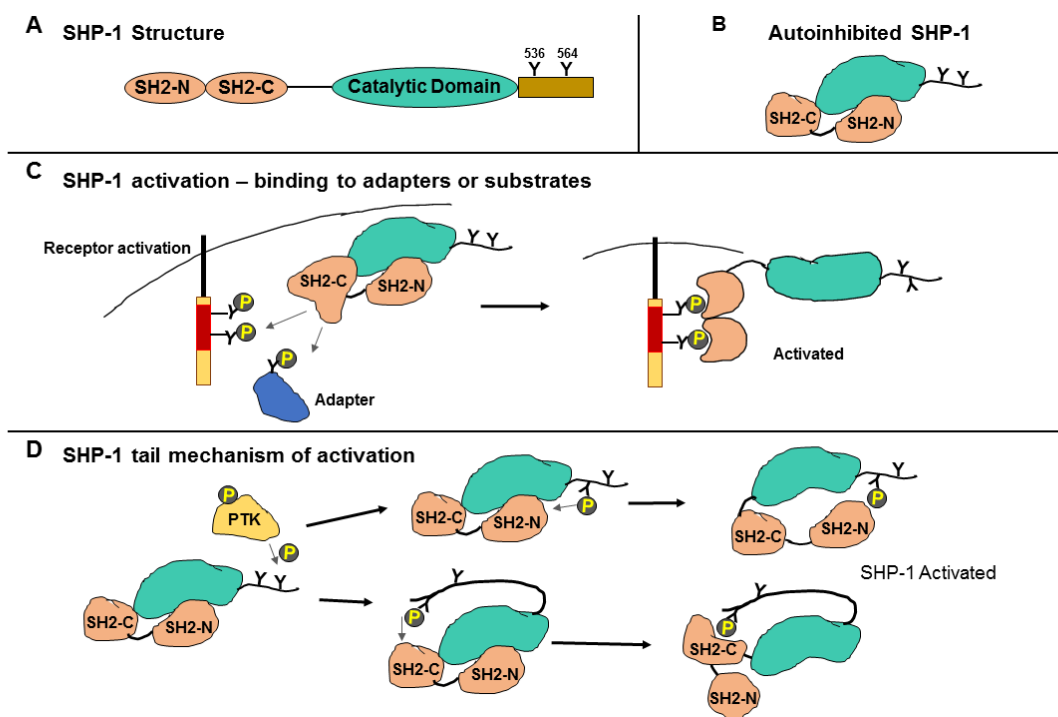 A SHP-1 Structure
536 564
Y Y
SH2-N SH2-C Catalytic Domain
B
Autoinhibited SHP-1
Y Y
SH2-C SH2-N
C SHP-1 activation – binding to adapters or substrates
Receptor activation
Y Y
SH2-C
SH2-N
Y P
Y P
Y P
Adapter
Y P
Y P
Y
Y
Activated
D SHP-1 tail mechanism of activation
P
PTK
P
Y Y
SH2-C SH2-N
Y
Y
P
SH2-C SH2-N
Y
Y
P
SH2-C SH2-N
SHP-1 Activated
Y
Y
P
SH2-C SH2-N
Y
Y
P
SH2-C
SH2-N